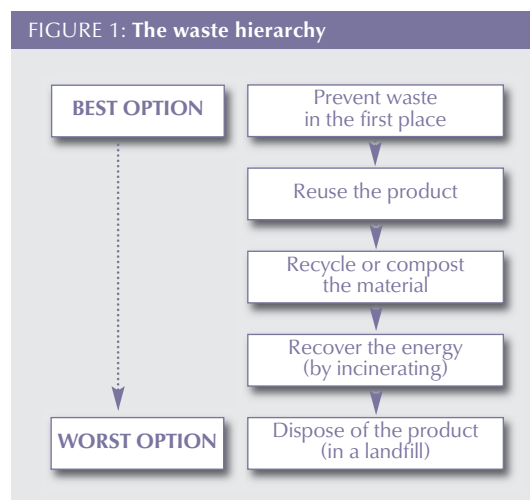 FIGURE 1: The waste hierarchy
BEST OPTION
Prevent waste
in the first place
Reuse the product
Recycle or compost
the material
Recover the energy
(by incinerating)
WORST OPTION
Dispose of the product
(in a landfill)